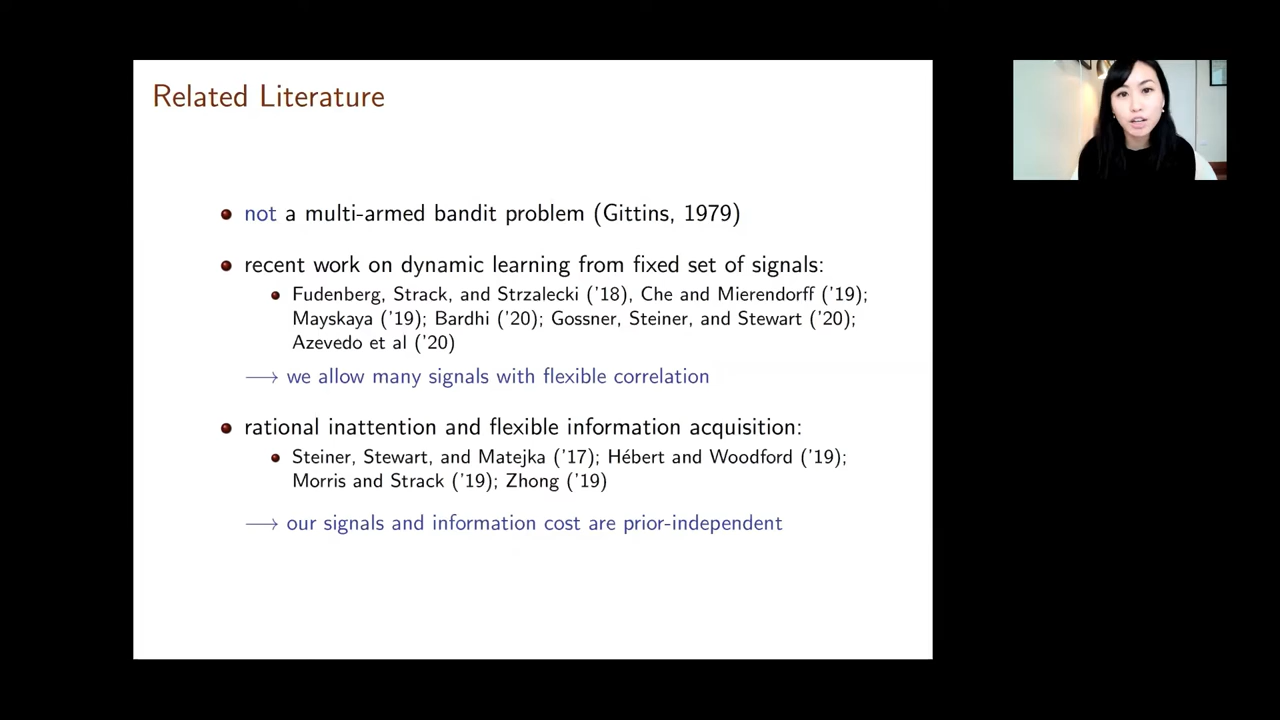 Related Literature
not a multi-armed bandit problem (Gittins, 1979)
recent work on dynamic learning from fixed set of signals:
Fudenberg, Strack, and Strzalecki ('18), Che and Mierendorff ('19);
Mayskaya ('19); Bardhi ('20); Gossner, Steiner, and Stewart ('20);
Azevedo et al ('20)
⟶ we allow many signals with flexible correlation
rational inattention and flexible information acquisition:
Steiner, Stewart, and Matejka ('17); Hébert and Woodford ('19);
Morris and Strack ('19); Zhong ('19)
⟶ our signals and information cost are prior-independent